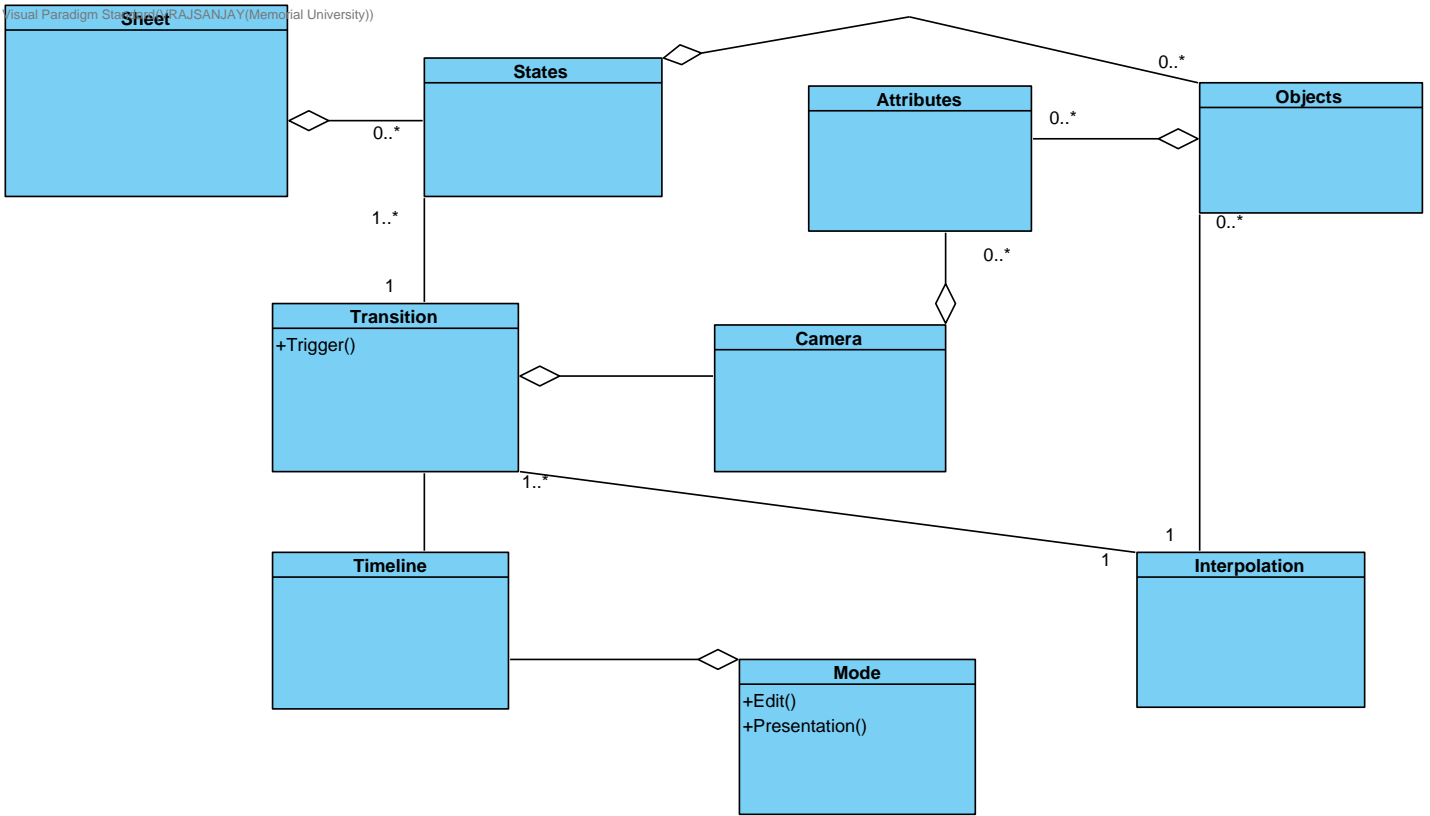 Visual Paradigm Standard(VRAJSANJAY(Memorial University))
Sheet
States
0..*
Attributes
Objects
0..*
0..*
1..*
0..*
0..*
1
Transition
+Trigger()
Camera
1..*
1
1
Timeline
Interpolation
Mode
+Edit()
+Presentation()